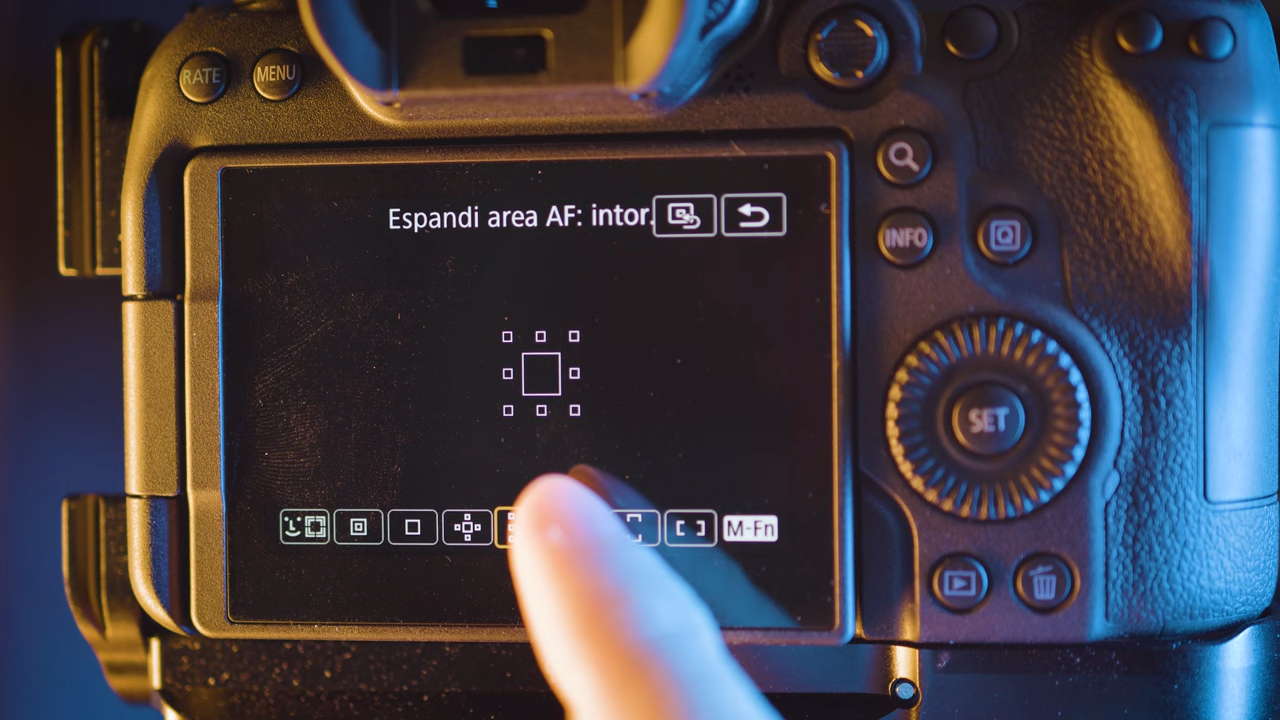 RATE MENU
Espandi area AF: intor.
INFO
Q
SET
M-Fn